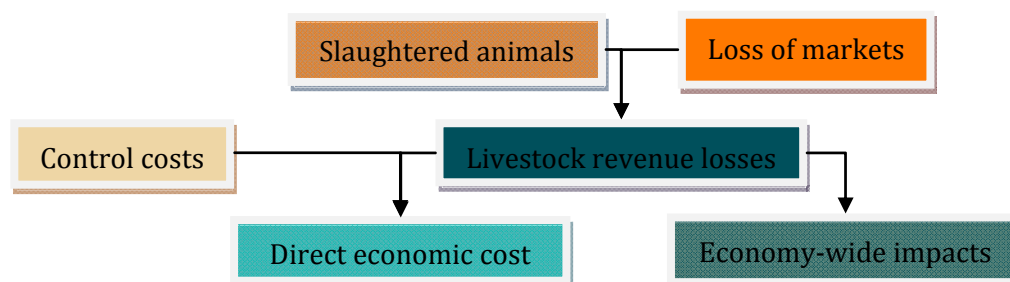 Slaughtered animals
Loss of markets
Control costs
Livestock revenue losses
Direct economic cost
Economy-wide impacts